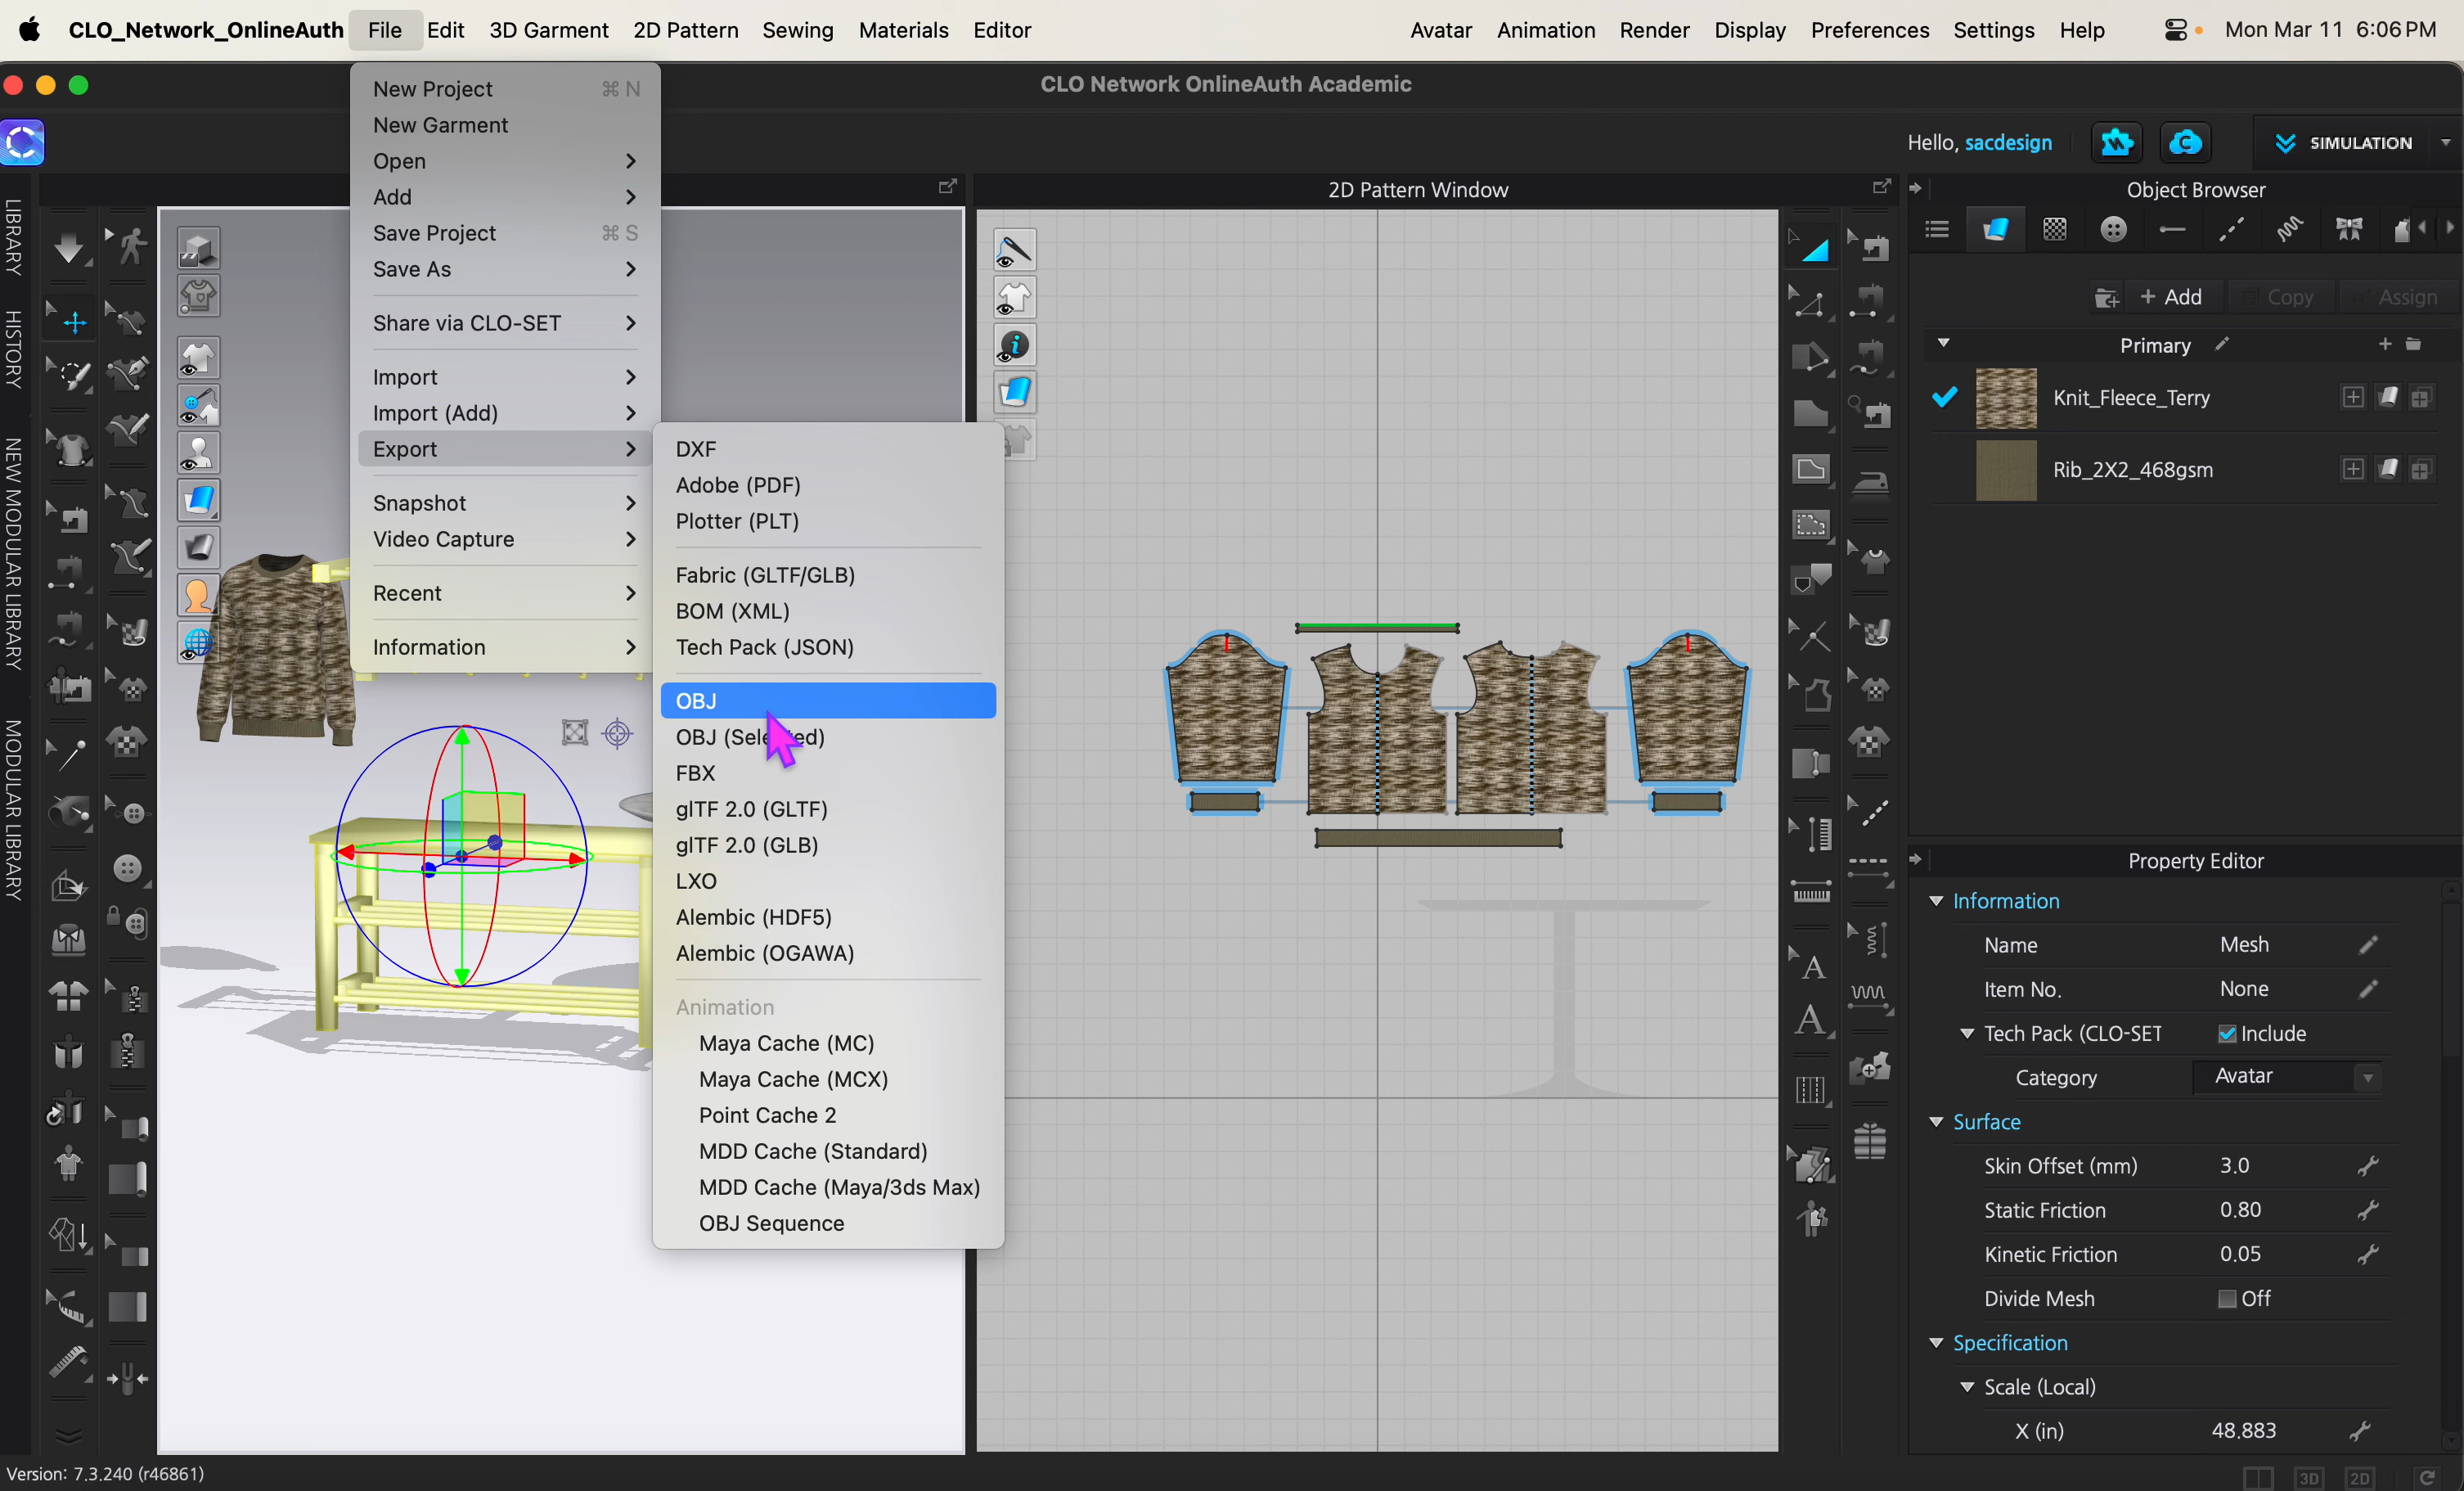 CLO_Network_OnlineAuth File Edit 3D Garment 2D Pattern Sewing Materials Editor Avatar Animation Render Display Preferences Settings Help Mon Mar 11 6:06 PM
CLO Network OnlineAuth Academic
Hello, sacdesign
SIMULATION
LIBRARY
HISTORY
NEW MODULAR LIBRARY
MODULAR LIBRARY
New Project ⌘ N
New Garment
Open
Add
Save Project ⌘ S
Save As
Share via CLO-SET
Import
Import (Add)
Export
Snapshot
Video Capture
Recent
Information
DXF
Adobe (PDF)
Plotter (PLT)
Fabric (GLTF/GLB)
BOM (XML)
Tech Pack (JSON)
OBJ
OBJ (Selected)
FBX
glTF 2.0 (GLTF)
glTF 2.0 (GLB)
LXO
Alembic (HDF5)
Alembic (OGAWA)
Animation
Maya Cache (MC)
Maya Cache (MCX)
Point Cache 2
MDD Cache (Standard)
MDD Cache (Maya/3ds Max)
OBJ Sequence
2D Pattern Window
Object Browser
+ Add Copy Assign
Primary
Knit_Fleece_Terry
Rib_2X2_468gsm
Property Editor
Information
Name Mesh
Item No. None
Tech Pack (CLO-SET Include
Category Avatar
Surface
Skin Offset (mm) 3.0
Static Friction 0.80
Kinetic Friction 0.05
Divide Mesh Off
Specification
Scale (Local)
X (in) 48.883
Version: 7.3.240 (r46861)
3D 2D